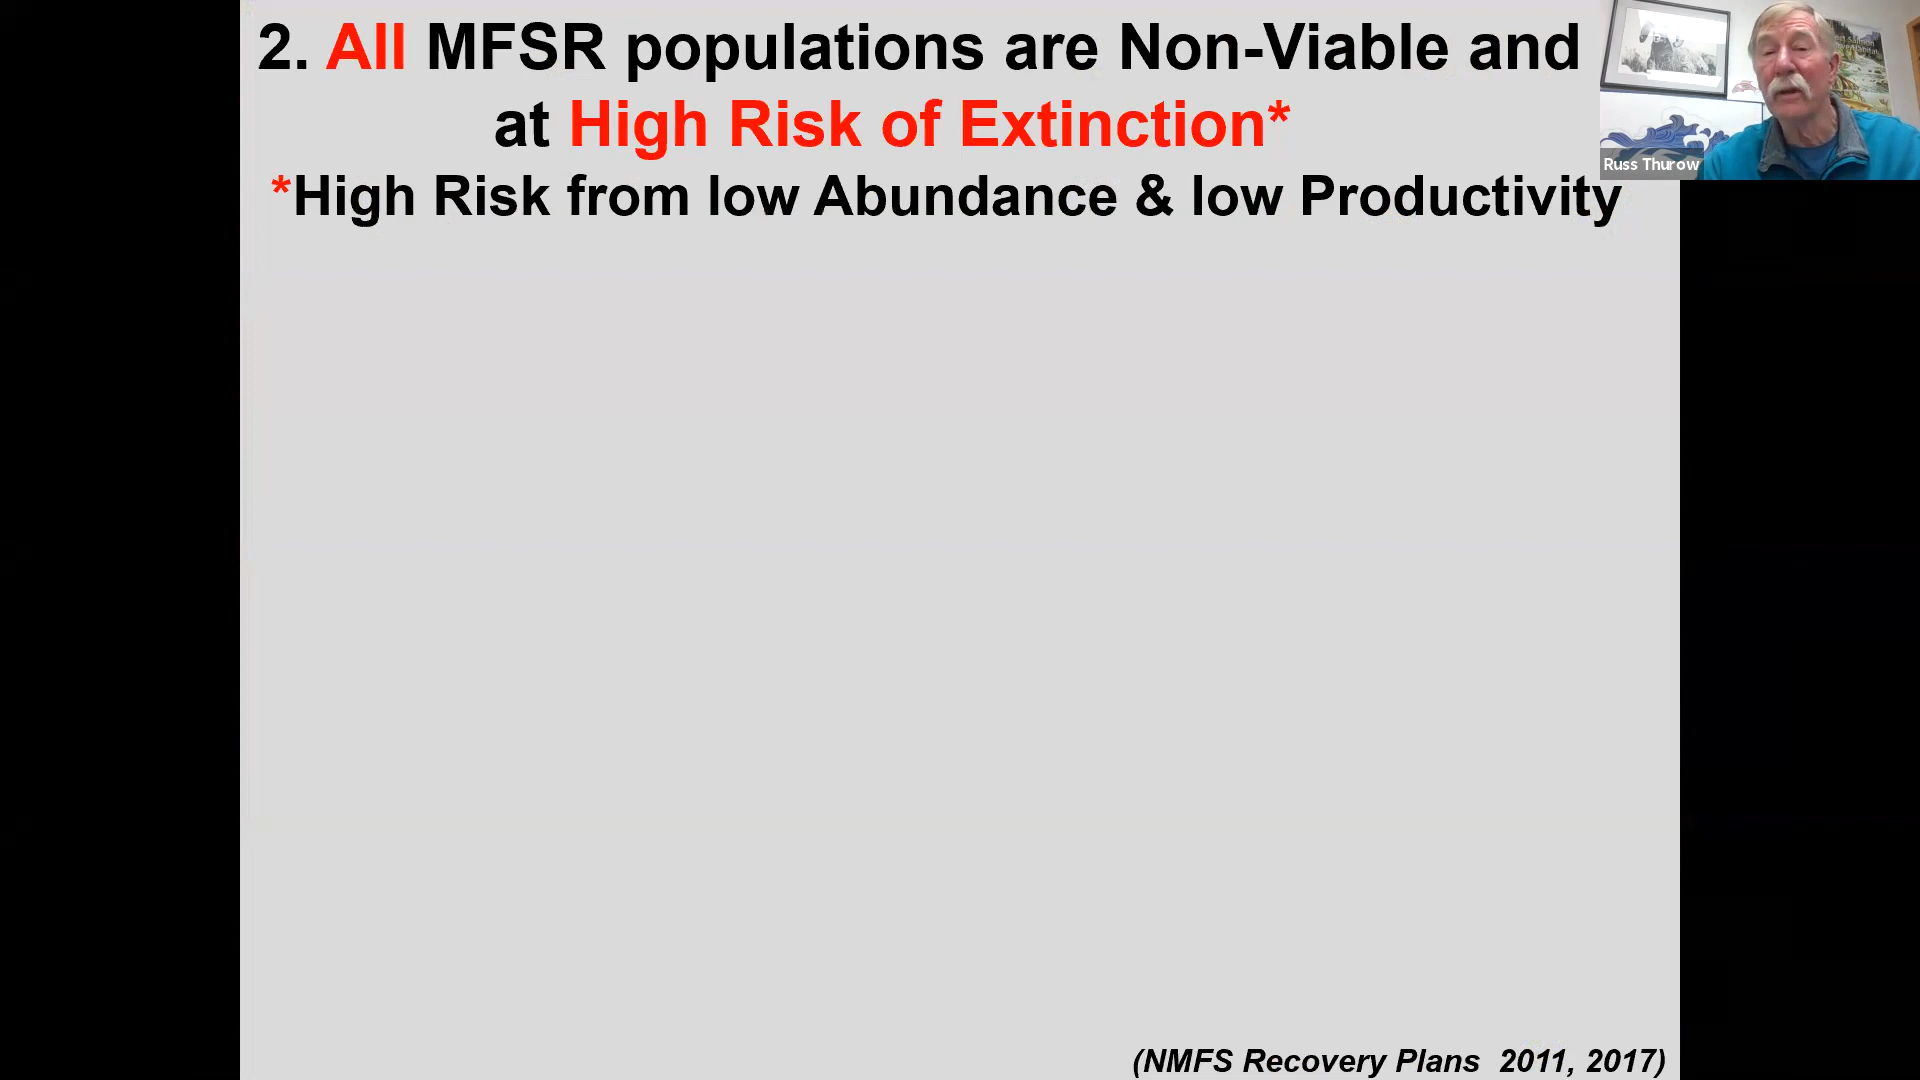 2. All MFSR populations are Non-Viable and
at High Risk of Extinction*
*High Risk from low Abundance & low Productivity
Russ Thurow
(NMFS Recovery Plans 2011, 2017)